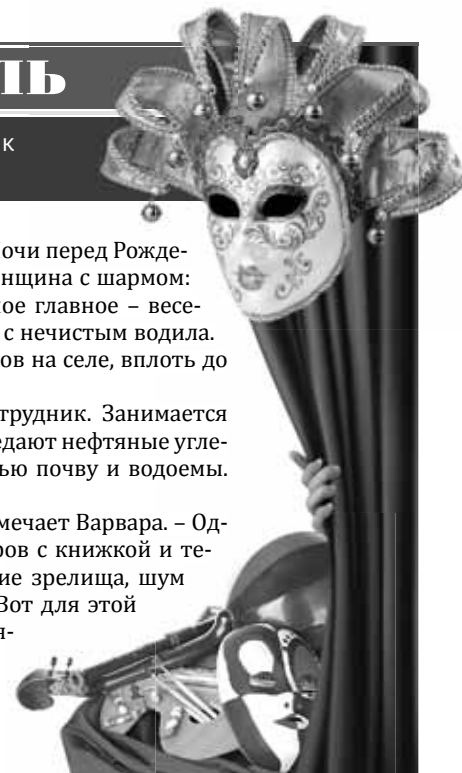 ль
к
очи перед Рожде-
нщина с шармом:
ое главное – весе-
с нечистым водила.
ов на селе, вплоть до
трудник. Занимается
едают нефтяные угле-
ью почву и водоемы.
мечает Варвара. – Од-
ров с книжкой и те-
ие зрелища, шум
Вот для этой
я-